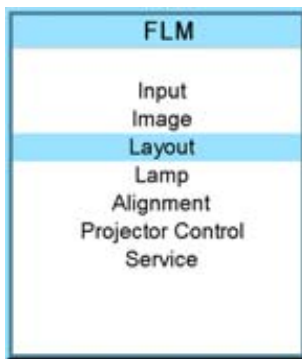 FLM
Input
Image
Layout
Lamp
Alignment
Projector Control
Service